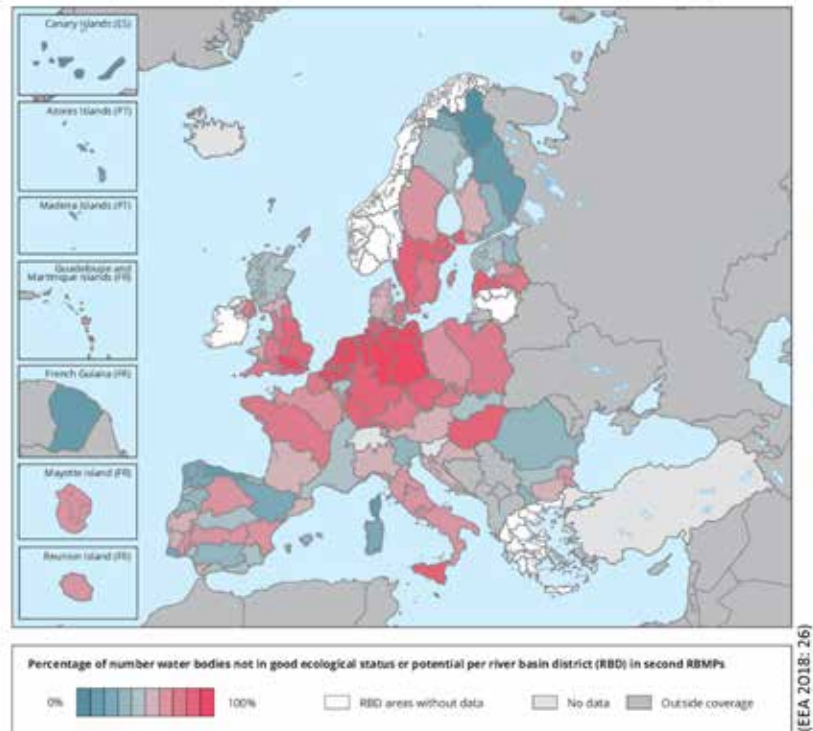 Canary Islands (ES)
Azores Islands (PT)
Madeira Islands (PT)
Guadeloupe and
Martinique Islands (FR)
French Guiana (FR)
Mayotte Island (FR)
Reunion Island (FR)
Percentage of number water bodies not in good ecological status or potential per river basin district (RBD) in second RBMPs
0%
100%
RBD areas without data
No data
Outside coverage
(EEA 2018: 26)